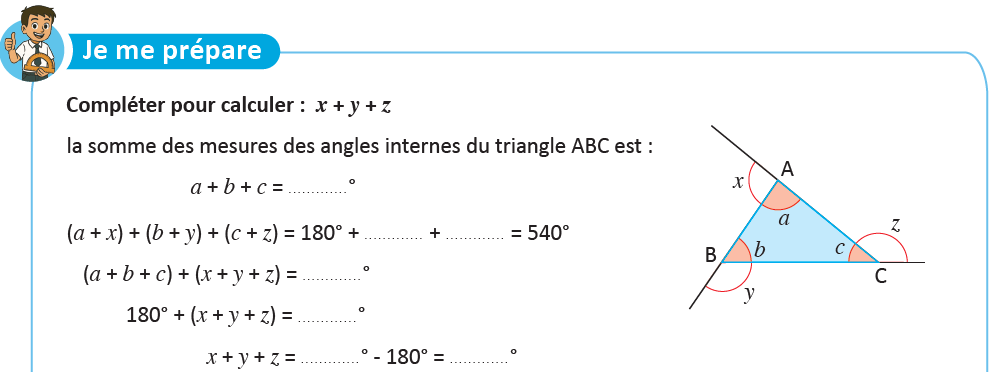 Je me prépare
Compléter pour calculer : x + y + z
la somme des mesures des angles internes du triangle ABC est :
a + b + c = .............°
(a + x) + (b + y) + (c + z) = 180° + ............. + ............. = 540°
(a + b + c) + (x + y + z) = .............°
180° + (x + y + z) = .............°
x + y + z = .............° - 180° = .............°
A
x
a
z
B
b
c
C
y